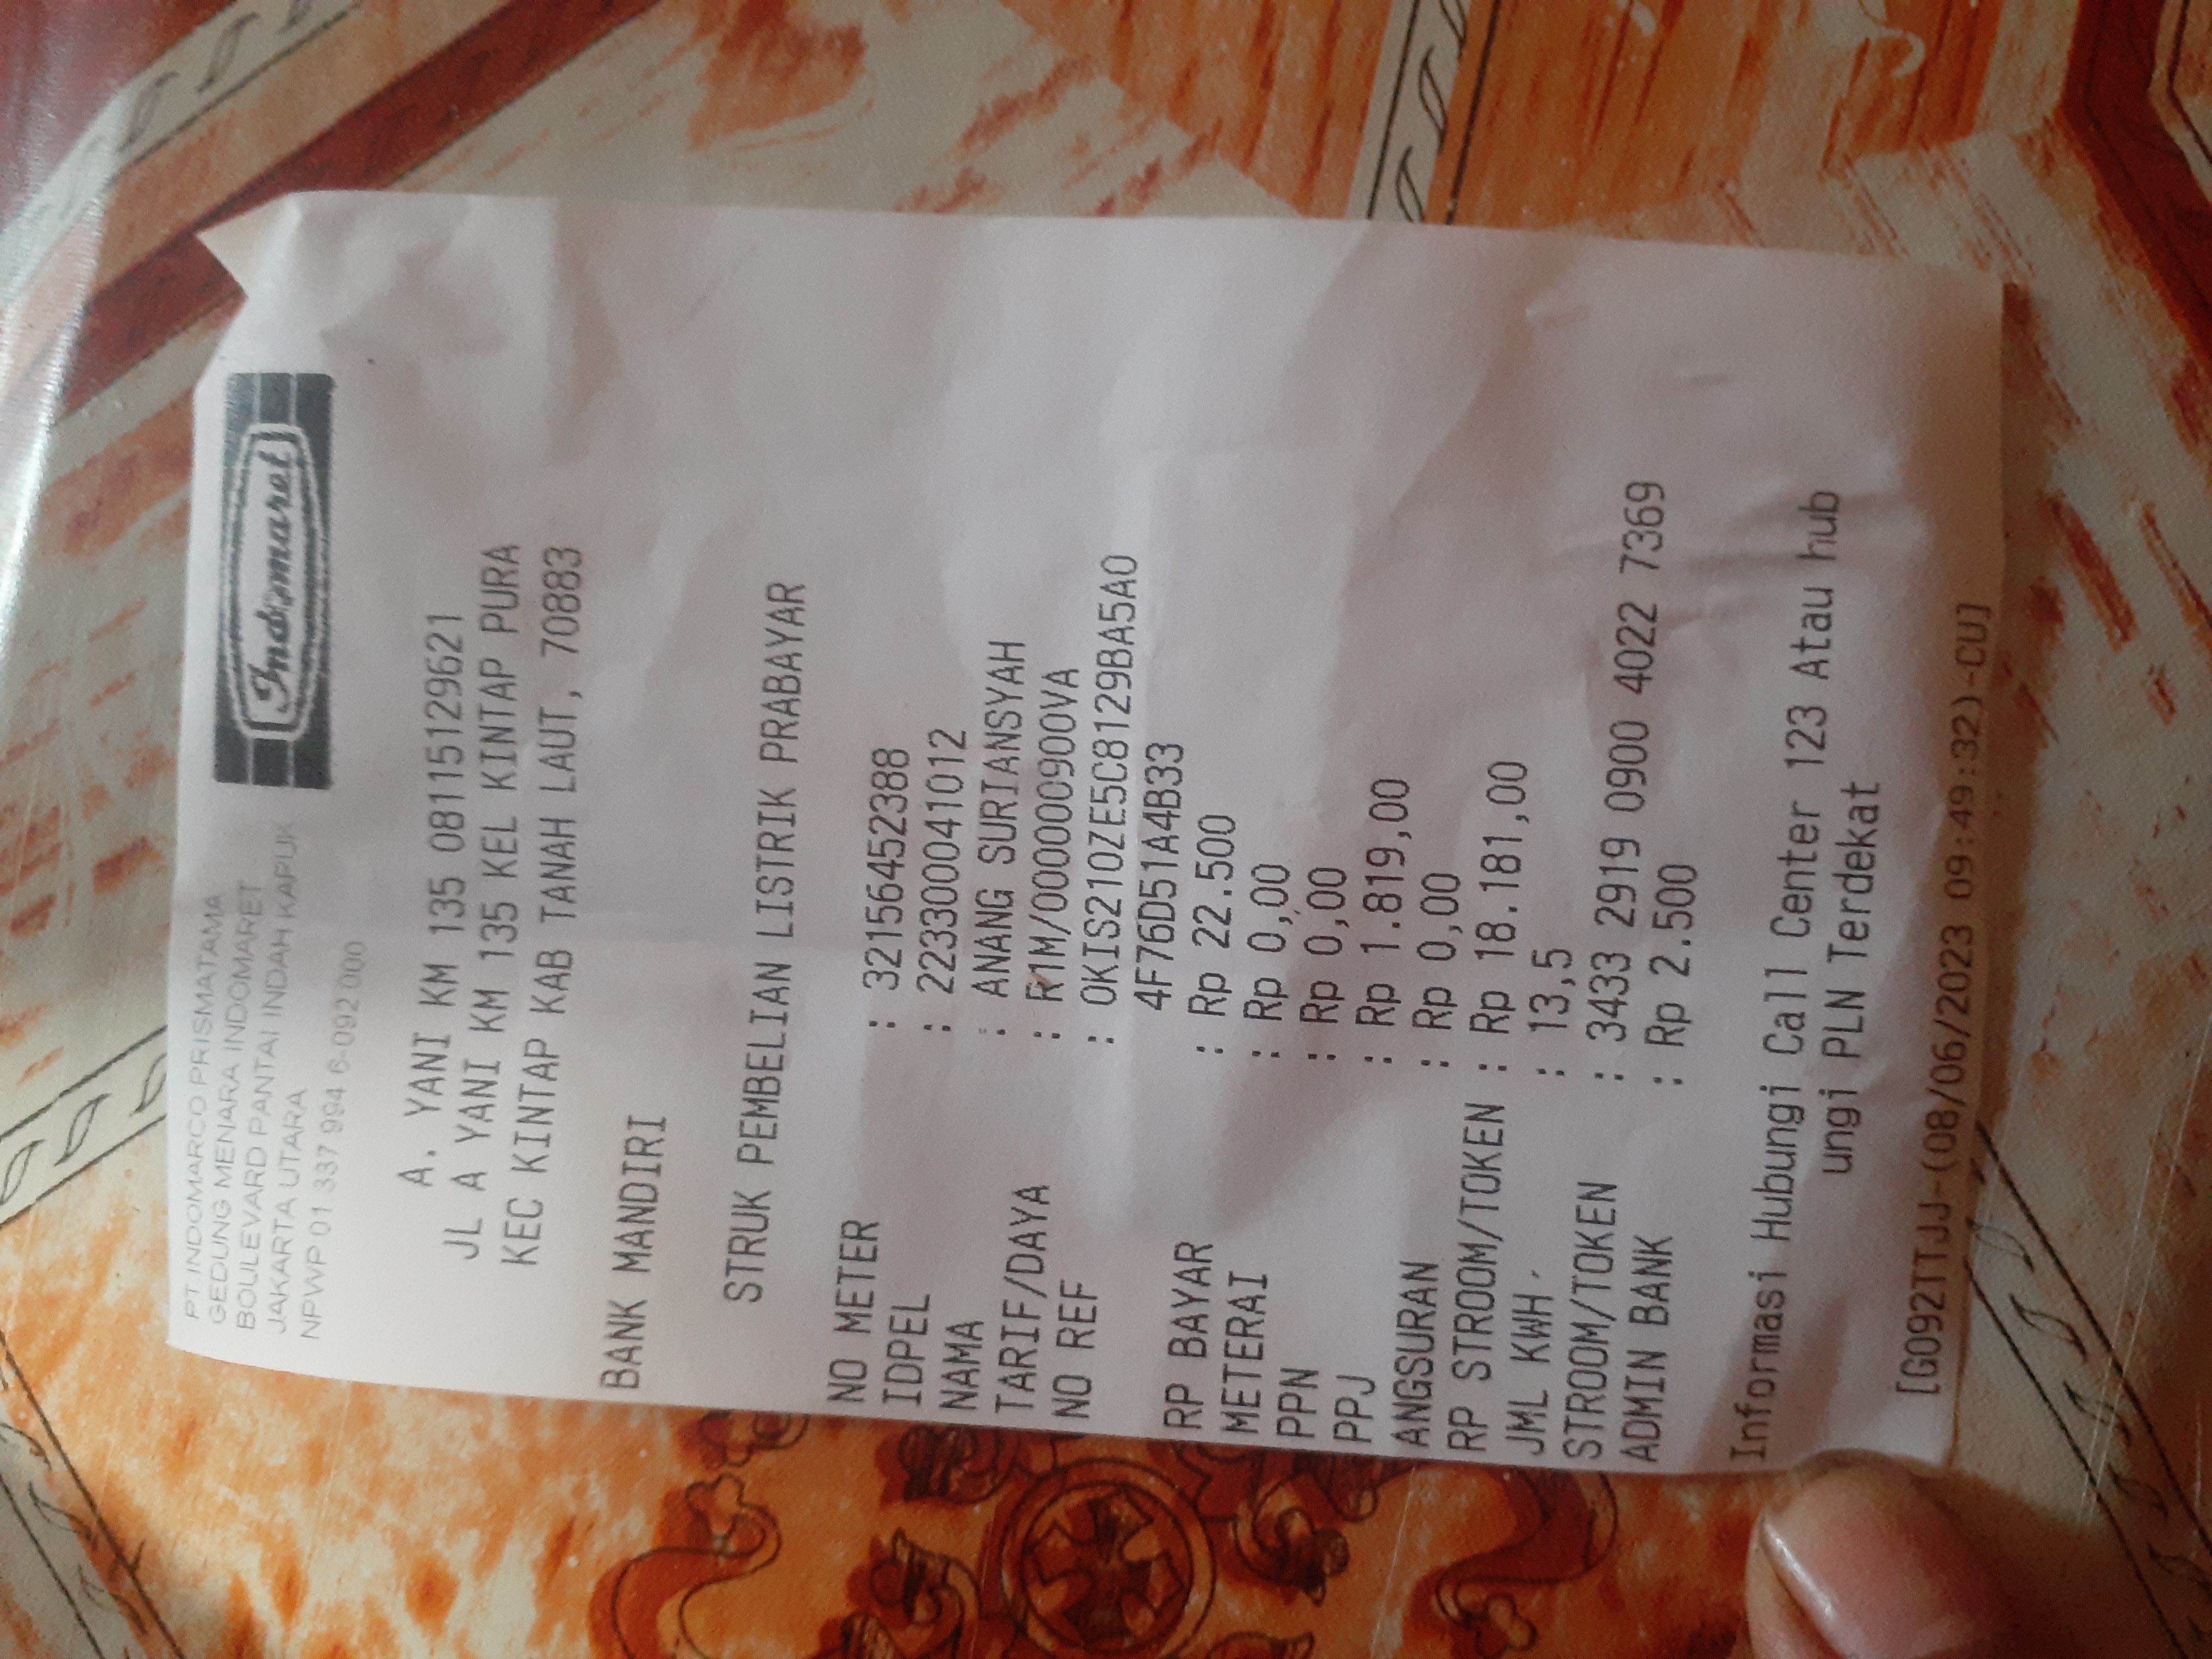 PT INDOMARCO PRISMATAMA
GEDUNG MENARA INDOMARET
BOULEVARD PANTAI INDAH KAPUK
JAKARTA UTARA
NPWP 01 337 994 6-092 000
Indomaret
A. YANI KM 135 081151129621
JL A YANI KM 135 KEL KINTAP PURA
KEC KINTAP KAB TANAH LAUT, 70883
BANK MANDIRI
STRUK PEMBELIAN LISTRIK PRABAYAR
NO METER : 32156452388
IDPEL : 223300041012
NAMA : ANANG SURIANSYAH
TARIF/DAYA : R1M/000000900VA
NO REF : 0KIS210ZE5C8129BA5A0
4F76D51A4B33
RP BAYAR : Rp 22.500
METERAI : Rp 0,00
PPN : Rp 0,00
PPJ : Rp 1.819,00
ANGSURAN : Rp 0,00
RP STROOM/TOKEN : Rp 18.181,00
JML KWH : 13,5
STROOM/TOKEN : 3433 2919 0900 4022 7369
ADMIN BANK : Rp 2.500
Informasi Hubungi Call Center 123 Atau hub
ungi PLN Terdekat
[G092TTJJ-(08/06/2023 09:49:32)-CU]